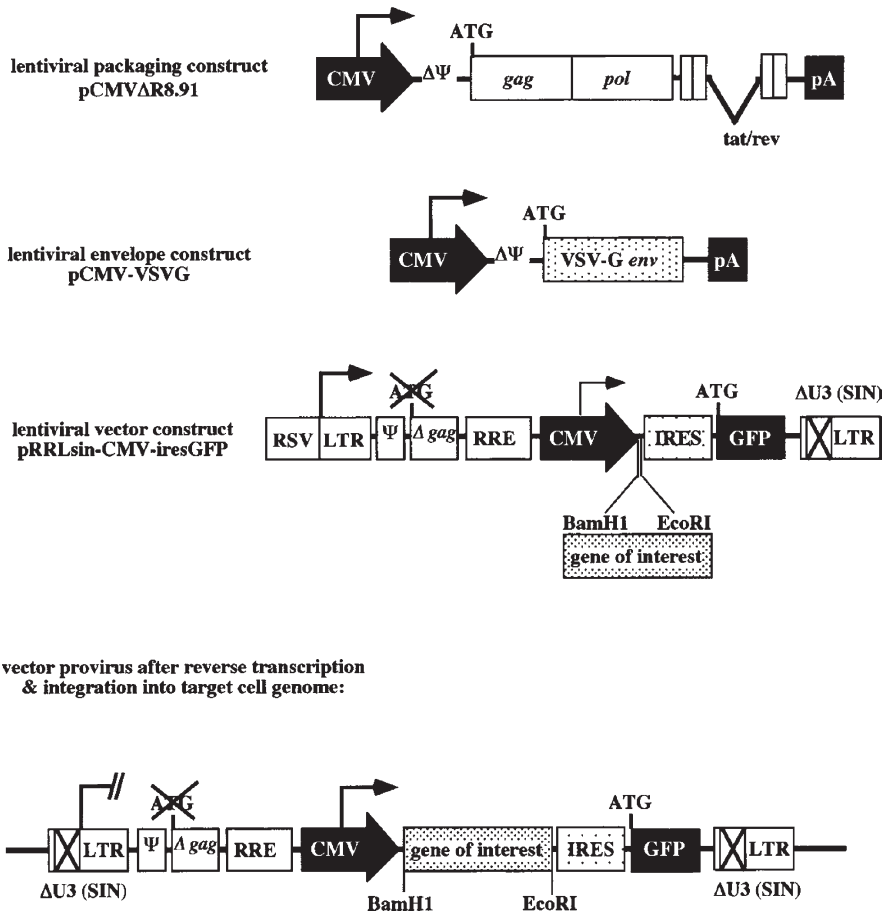 lentiviral packaging construct
pCMVΔR8.91
CMV
ΔΨ
ATG
gag
pol
tat/rev
pA
lentiviral envelope construct
pCMV-VSVG
CMV
ΔΨ
ATG
VSV-G env
pA
lentiviral vector construct
pRRLsin-CMV-iresGFP
RSV
LTR
Ψ
ATG
Δ gag
RRE
CMV
IRES
ATG
GFP
ΔU3 (SIN)
LTR
BamH1
EcoRI
gene of interest
vector provirus after reverse transcription
& integration into target cell genome:
LTR
ΔU3 (SIN)
Ψ
ATG
Δ gag
RRE
CMV
gene of interest
BamH1
EcoRI
IRES
ATG
GFP
LTR
ΔU3 (SIN)